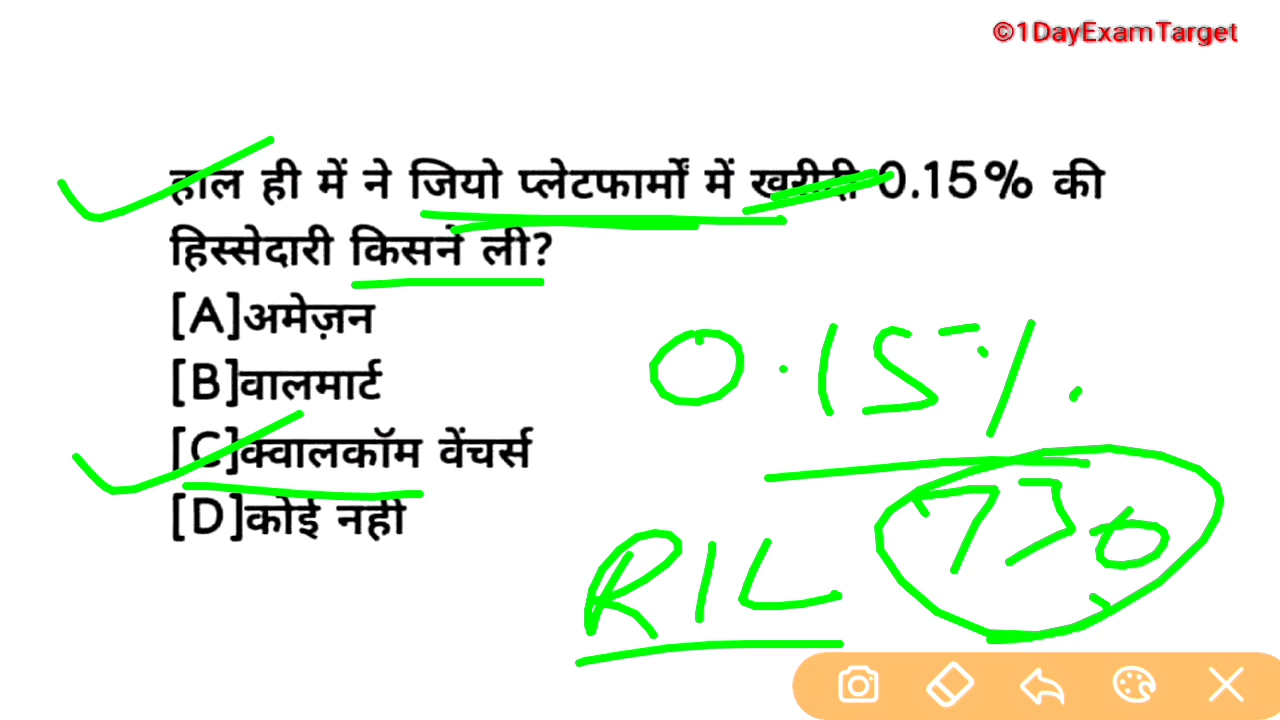 ©1DayExamTarget
हाल ही में ने जियो प्लेटफार्मों में खरीदी 0.15% की
हिस्सेदारी किसने ली?
[A]अमेज़न
[B]वालमार्ट
[C]क्वालकॉम वेंचर्स
[D]कोई नही
0.15%.
730
RIL